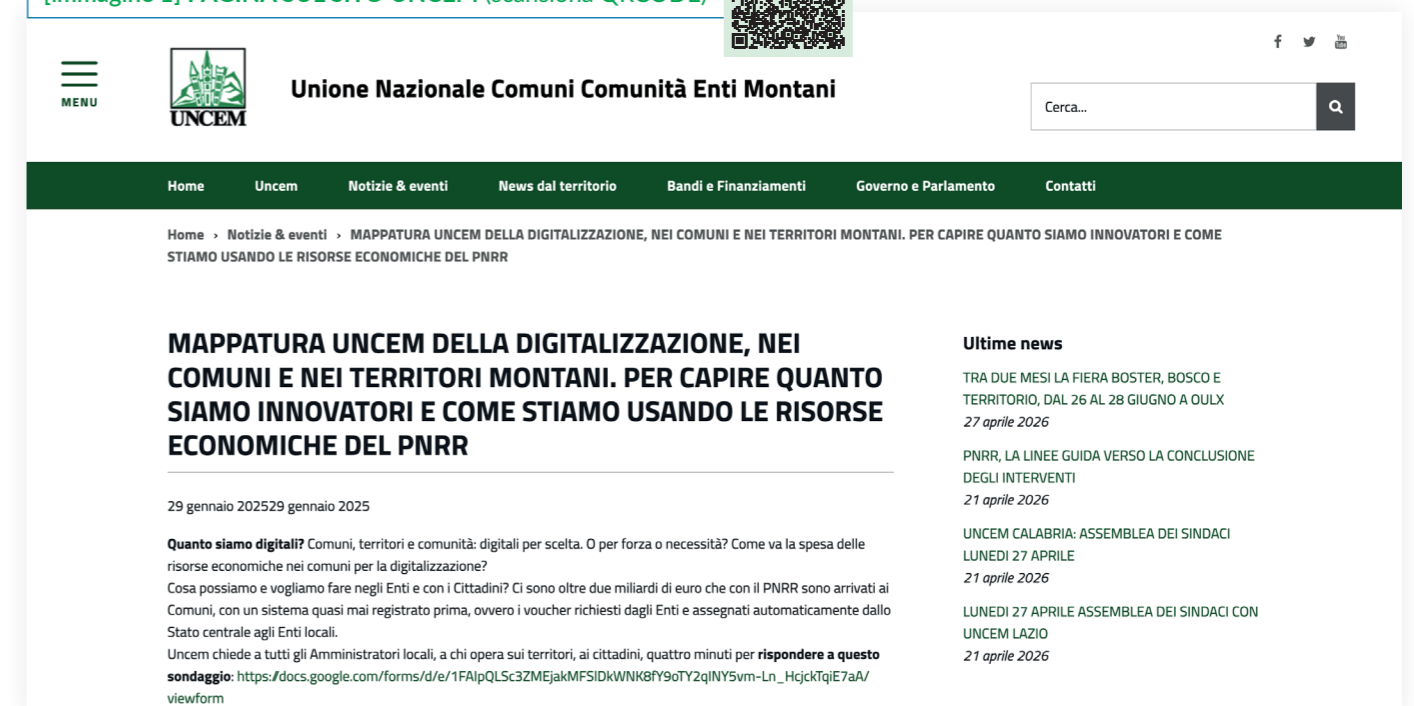 [Immagine 1] PAGINA SUL SITO UNCEM (scansiona QRCODE)
MENU
UNCEM
Unione Nazionale Comuni Comunità Enti Montani
f
You
Tube
Cerca...
Home Uncem Notizie & eventi News dal territorio Bandi e Finanziamenti Governo e Parlamento Contatti
Home › Notizie & eventi › MAPPATURA UNCEM DELLA DIGITALIZZAZIONE, NEI COMUNI E NEI TERRITORI MONTANI. PER CAPIRE QUANTO SIAMO INNOVATORI E COME
STIAMO USANDO LE RISORSE ECONOMICHE DEL PNRR
MAPPATURA UNCEM DELLA DIGITALIZZAZIONE, NEI
COMUNI E NEI TERRITORI MONTANI. PER CAPIRE QUANTO
SIAMO INNOVATORI E COME STIAMO USANDO LE RISORSE
ECONOMICHE DEL PNRR
29 gennaio 202529 gennaio 2025
Quanto siamo digitali? Comuni, territori e comunità: digitali per scelta. O per forza o necessità? Come va la spesa delle
risorse economiche nei comuni per la digitalizzazione?
Cosa possiamo e vogliamo fare negli Enti e con i Cittadini? Ci sono oltre due miliardi di euro che con il PNRR sono arrivati ai
Comuni, con un sistema quasi mai registrato prima, ovvero i voucher richiesti dagli Enti e assegnati automaticamente dallo
Stato centrale agli Enti locali.
Uncem chiede a tutti gli Amministratori locali, a chi opera sui territori, ai cittadini, quattro minuti per rispondere a questo
sondaggio: https://docs.google.com/forms/d/e/1FAIpQLSc3ZMEjakMFSlDkWNK8fY9oTY2qlNY5vm-Ln_HcjckTqiE7aA/
viewform
Ultime news
TRA DUE MESI LA FIERA BOSTER, BOSCO E
TERRITORIO, DAL 26 AL 28 GIUGNO A OULX
27 aprile 2026
PNRR, LA LINEE GUIDA VERSO LA CONCLUSIONE
DEGLI INTERVENTI
21 aprile 2026
UNCEM CALABRIA: ASSEMBLEA DEI SINDACI
LUNEDI 27 APRILE
21 aprile 2026
LUNEDI 27 APRILE ASSEMBLEA DEI SINDACI CON
UNCEM LAZIO
21 aprile 2026